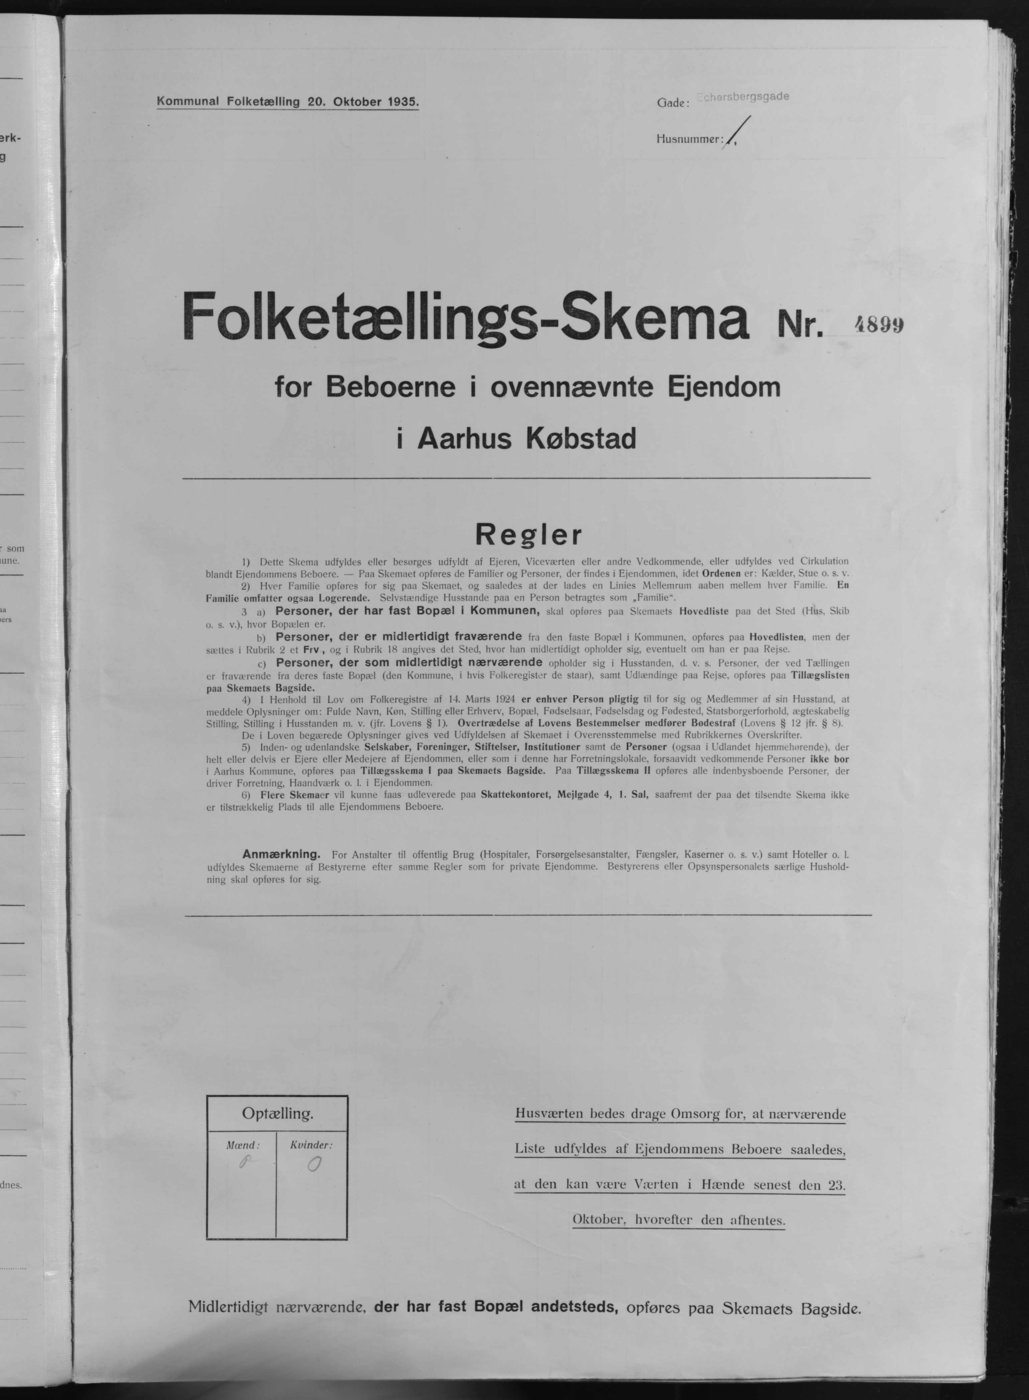 Kommunal Folketælling 20. Oktober 1935.
Gade: Echersbergsgade
Husnummer: 1.
Folketællings-Skema Nr. 4899
for Beboerne i ovennævnte Ejendom
i Aarhus Købstad
Regler
1) Dette Skema udfyldes eller besørges udfyldt af Ejeren, Viceværten eller andre Vedkommende, eller udfyldes ved Cirkulation
blandt Ejendommens Beboere. — Paa Skemaet opføres de Familier og Personer, der findes i Ejendommen, idet Ordenen er: Kælder, Stue o. s. v.
2) Hver Familie opføres for sig paa Skemaet, og saaledes at der lades en Linies Mellemrum aaben mellem hver Familie. En
Familie omfatter ogsaa Logerende. Selvstændige Husstande paa en Person betragtes som „Familie".
3 a) Personer, der har fast Bopæl i Kommunen, skal opføres paa Skemaets Hovedliste paa det Sted (Hus, Skib
o. s. v.), hvor Bopælen er.
b) Personer, der er midlertidigt fraværende fra den faste Bopæl i Kommunen, opføres paa Hovedlisten, men der
sættes i Rubrik 2 et Frv, og i Rubrik 18 angives det Sted, hvor han midlertidigt opholder sig, eventuelt om han er paa Rejse.
c) Personer, der som midlertidigt nærværende opholder sig i Husstanden, d. v. s. Personer, der ved Tællingen
er fraværende fra deres faste Bopæl (den Kommune, i hvis Folkeregister de staar), samt Udlændinge paa Rejse, opføres paa Tillægslisten
paa Skemaets Bagside.
4) I Henhold til Lov om Folkeregistre af 14. Marts 1924 er enhver Person pligtig til for sig og Medlemmer af sin Husstand, at
meddele Oplysninger om: Fulde Navn, Køn, Stilling eller Erhverv, Bopæl, Fødselsaar, Fødselsdag og Fødested, Statsborgerforhold, ægteskabelig
Stilling, Stilling i Husstanden m. v. (jfr. Lovens § 1). Overtrædelse af Lovens Bestemmelser medfører Bødestraf (Lovens § 12 jfr. § 8).
De i Loven begærede Oplysninger gives ved Udfyldelsen af Skemaet i Overensstemmelse med Rubrikkernes Overskrifter.
5) Inden- og udenlandske Selskaber, Foreninger, Stiftelser, Institutioner samt de Personer (ogsaa i Udlandet hjemmehørende), der
helt eller delvis er Ejere eller Medejere af Ejendommen, eller som i denne har Forretningslokale, forsaavidt vedkommende Personer ikke bor
i Aarhus Kommune, opføres paa Tillægsskema I paa Skemaets Bagside. Paa Tillægsskema II opføres alle indenbysboende Personer, der
driver Forretning, Haandværk o. l. i Ejendommen.
6) Flere Skemaer vil kunne faas udleverede paa Skattekontoret, Mejlgade 4, 1. Sal, saafremt der paa det tilsendte Skema ikke
er tilstrækkelig Plads til alle Ejendommens Beboere.
Anmærkning. For Anstalter til offentlig Brug (Hospitaler, Forsørgelsesanstalter, Fængsler, Kaserner o. s. v.) samt Hoteller o. l.
udfyldes Skemaerne af Bestyrerne efter samme Regler som for private Ejendomme. Bestyrerens eller Opsynspersonalets særlige Hushold-
ning skal opføres for sig.
Optælling.
Mænd: Kvinder:
0 0
Husværten bedes drage Omsorg for, at nærværende
Liste udfyldes af Ejendommens Beboere saaledes,
at den kan være Værten i Hænde senest den 23.
Oktober, hvorefter den afhentes.
Midlertidigt nærværende, der har fast Bopæl andetsteds, opføres paa Skemaets Bagside.